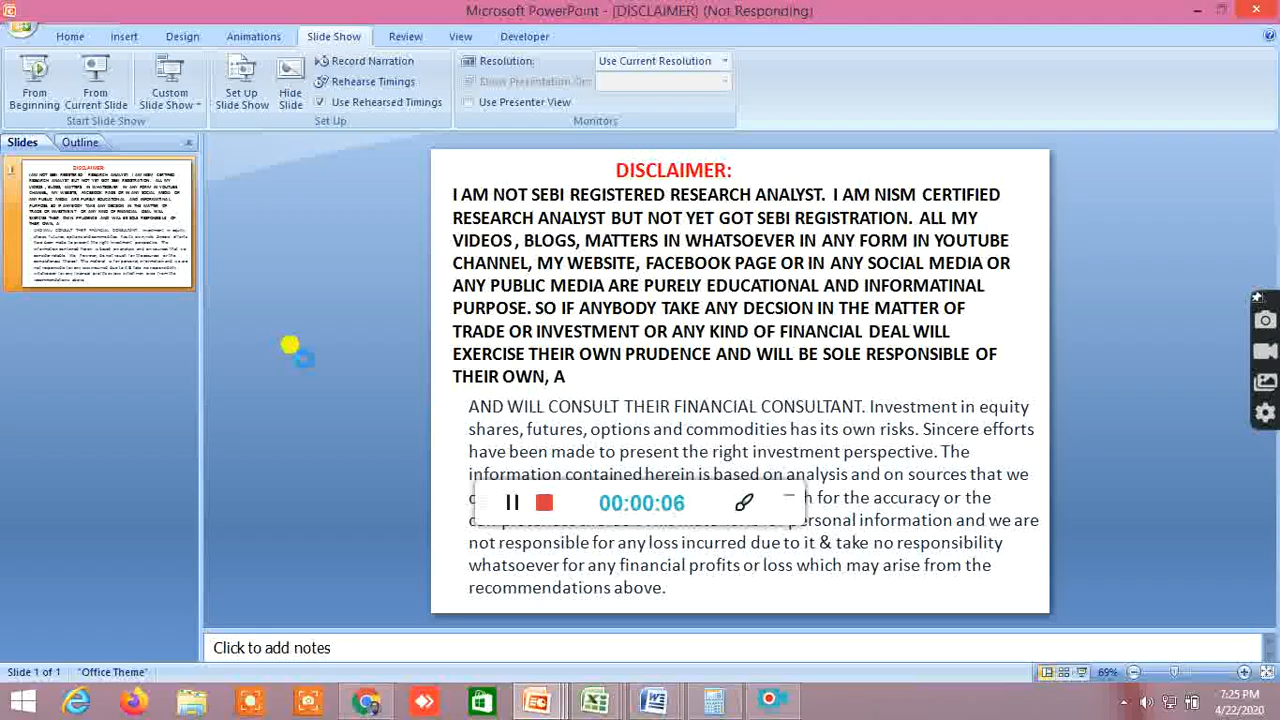 Microsoft PowerPoint - [DISCLAIMER] (Not Responding)
Home Insert Design Animations Slide Show Review View Developer
From Beginning
From Current Slide
Custom Slide Show
Start Slide Show
Set Up Slide Show
Hide Slide
Record Narration
Rehearse Timings
Use Rehearsed Timings
Set Up
Resolution: Use Current Resolution
Show Presentation On:
Use Presenter View
Monitors
Slides Outline
DISCLAIMER:
I AM NOT SEBI REGISTERED RESEARCH ANALIST. I AM NISM CERTIFIED
RESEARCH ANALYST BUT NOT YET GOT SEBI REGISTRATION. ALL MY
VIDEOS, BLOGS, MATTERS IN WHATSOEVER IN ANY FORM IN YOUTUBE
CHANNEL, MY WEBSITE, FACEBOOK PAGE OR IN ANY SOCIAL MEDIA OR
ANY PUBLIC MEDIA ARE PURELY EDUCATIONAL AND INFORMATINAL
PURPOSE. SO IF ANYBODY TAKE ANY DECSION IN THE MATTER OF
TRADE OR INVESTMENT OR ANY KIND OF FINANCIAL DEAL WILL
EXERCISE THEIR OWN PRUDENCE AND WILL BE SOLE RESPONSIBLE OF
THEIR OWN, A
AND WILL CONSULT THEIR FINANCIAL CONSULTANT. Investment in equity
shares, futures, options and commodities has its own risks. Sincere efforts
have been made to present the right investment perspective. The
information contained herein is based on analysis and on sources that we
for the accuracy or the
personal information and we are
not responsible for any loss incurred due to it & take no responsibility
whatsoever for any financial profits or loss which may arise from the
recommendations above.
00:00:06
Click to add notes
Slide 1 of 1 "Office Theme" 69%
7:25 PM
4/22/2020